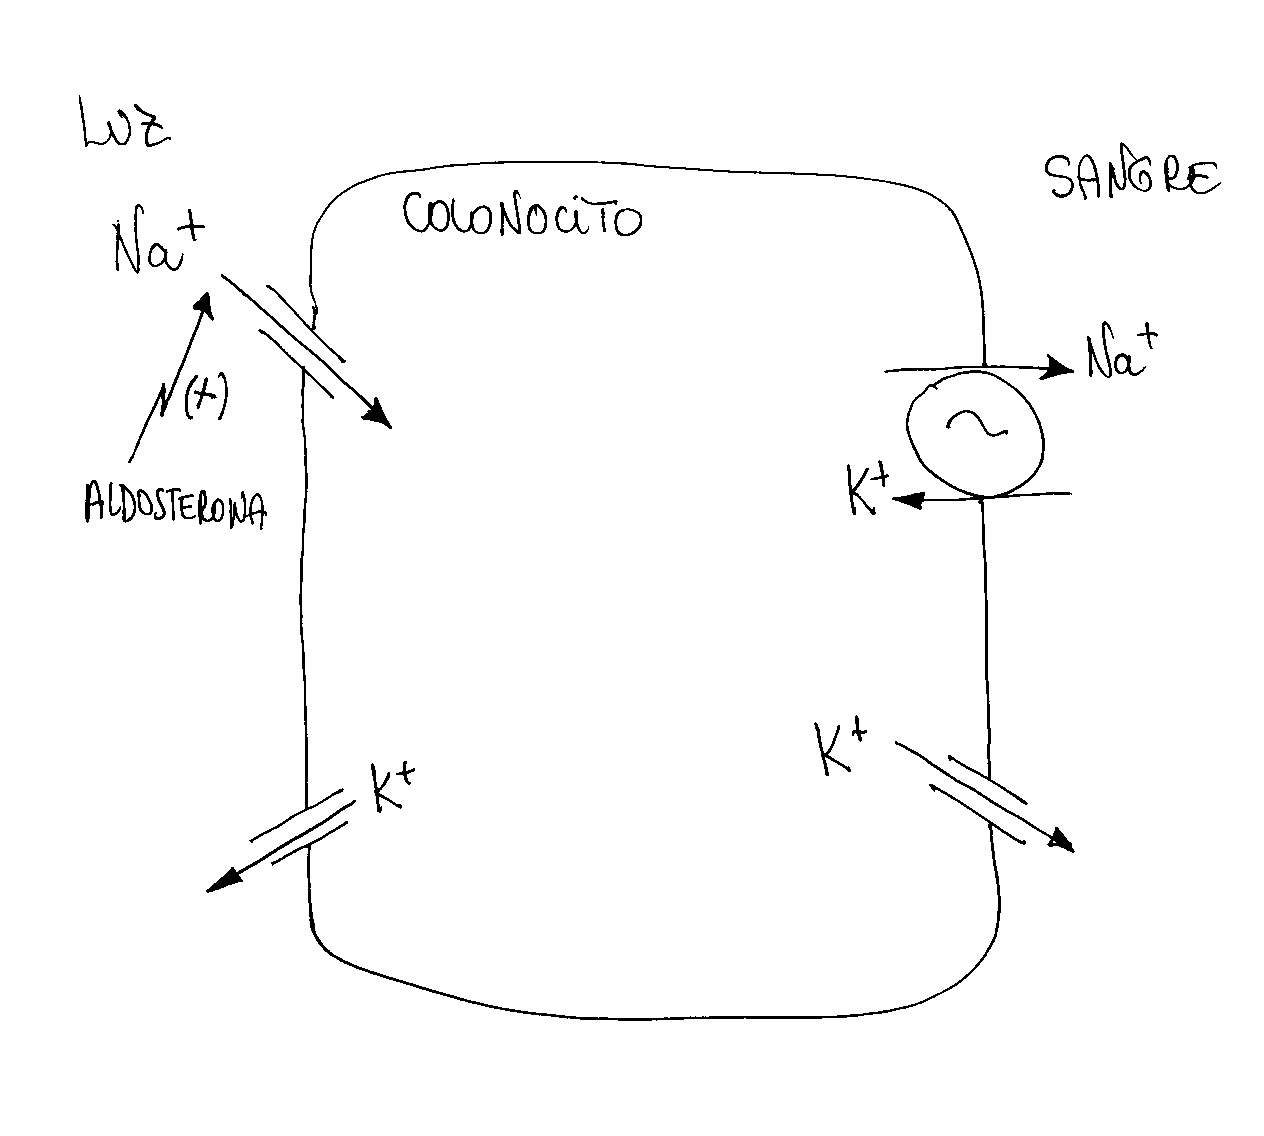 LUZ
SANGRE
COLONOCITO
Na+
Na+
(+)
K+
ALDOSTERONA
K+
K+